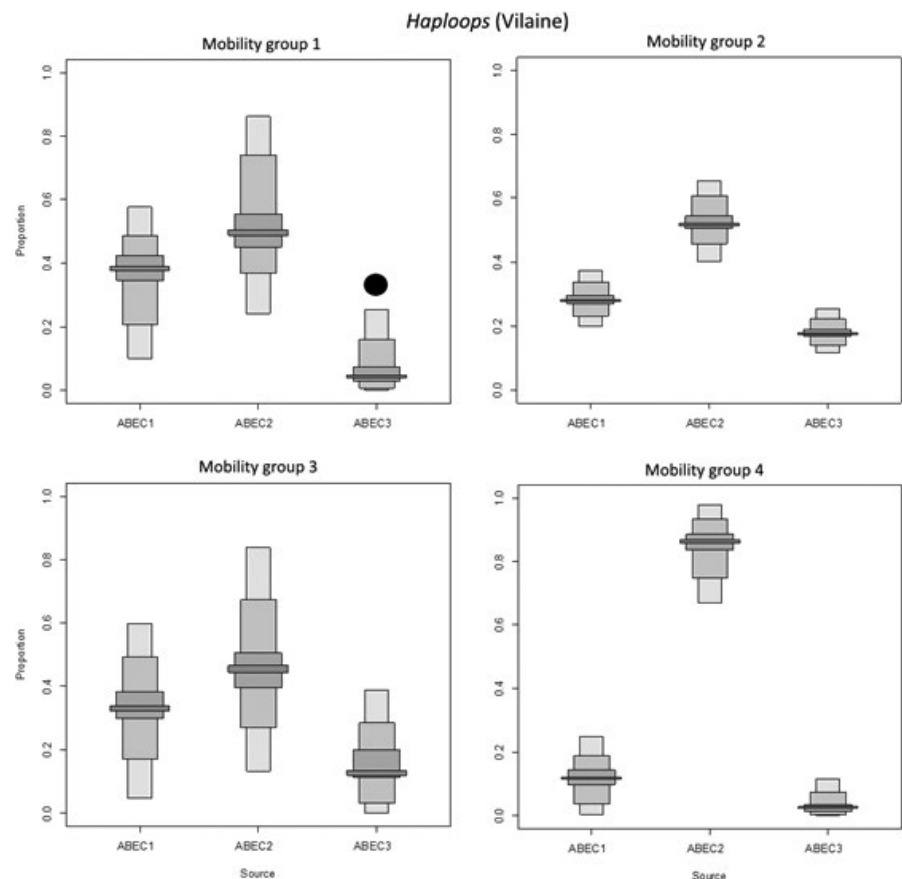 Haploops (Vilaine)
Mobility group 1
1.0
0.8
0.6
0.4
0.2
0.0
Proportion
ABEC1 ABEC2 ABEC3
Mobility group 2
1.0
0.8
0.6
0.4
0.2
0.0
ABEC1 ABEC2 ABEC3
Mobility group 3
1.0
0.8
0.6
0.4
0.2
0.0
Proportion
ABEC1 ABEC2 ABEC3
Source
Mobility group 4
1.0
0.8
0.6
0.4
0.2
0.0
ABEC1 ABEC2 ABEC3
Source